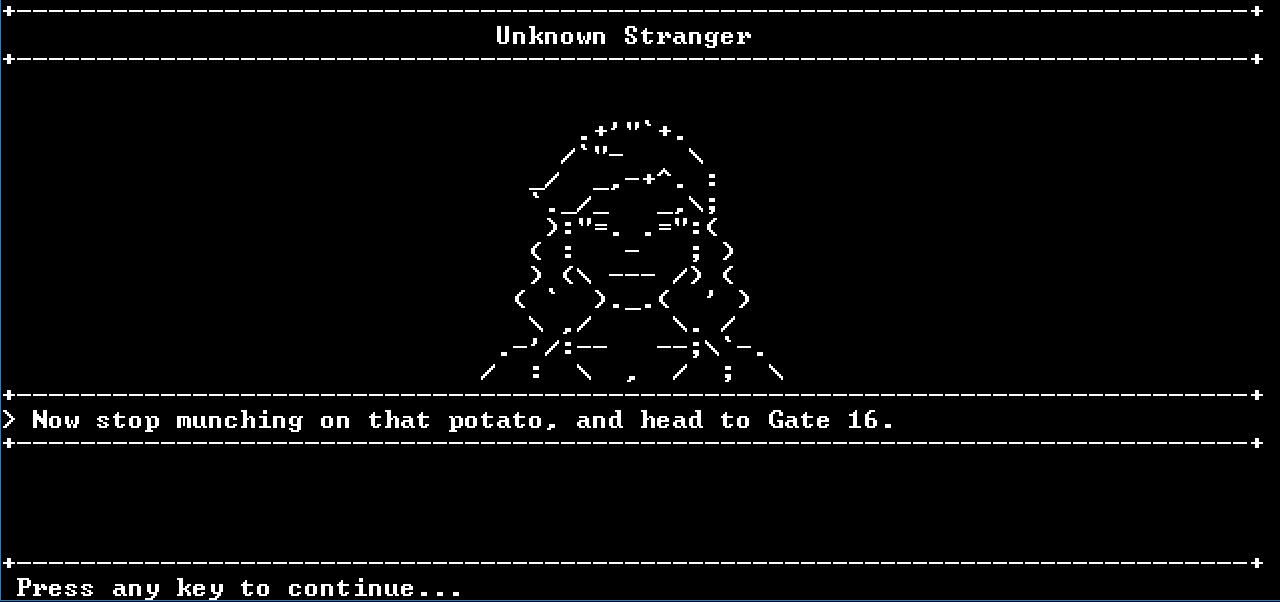 Unknown Stranger
> Now stop munching on that potato, and head to Gate 16.
Press any key to continue...